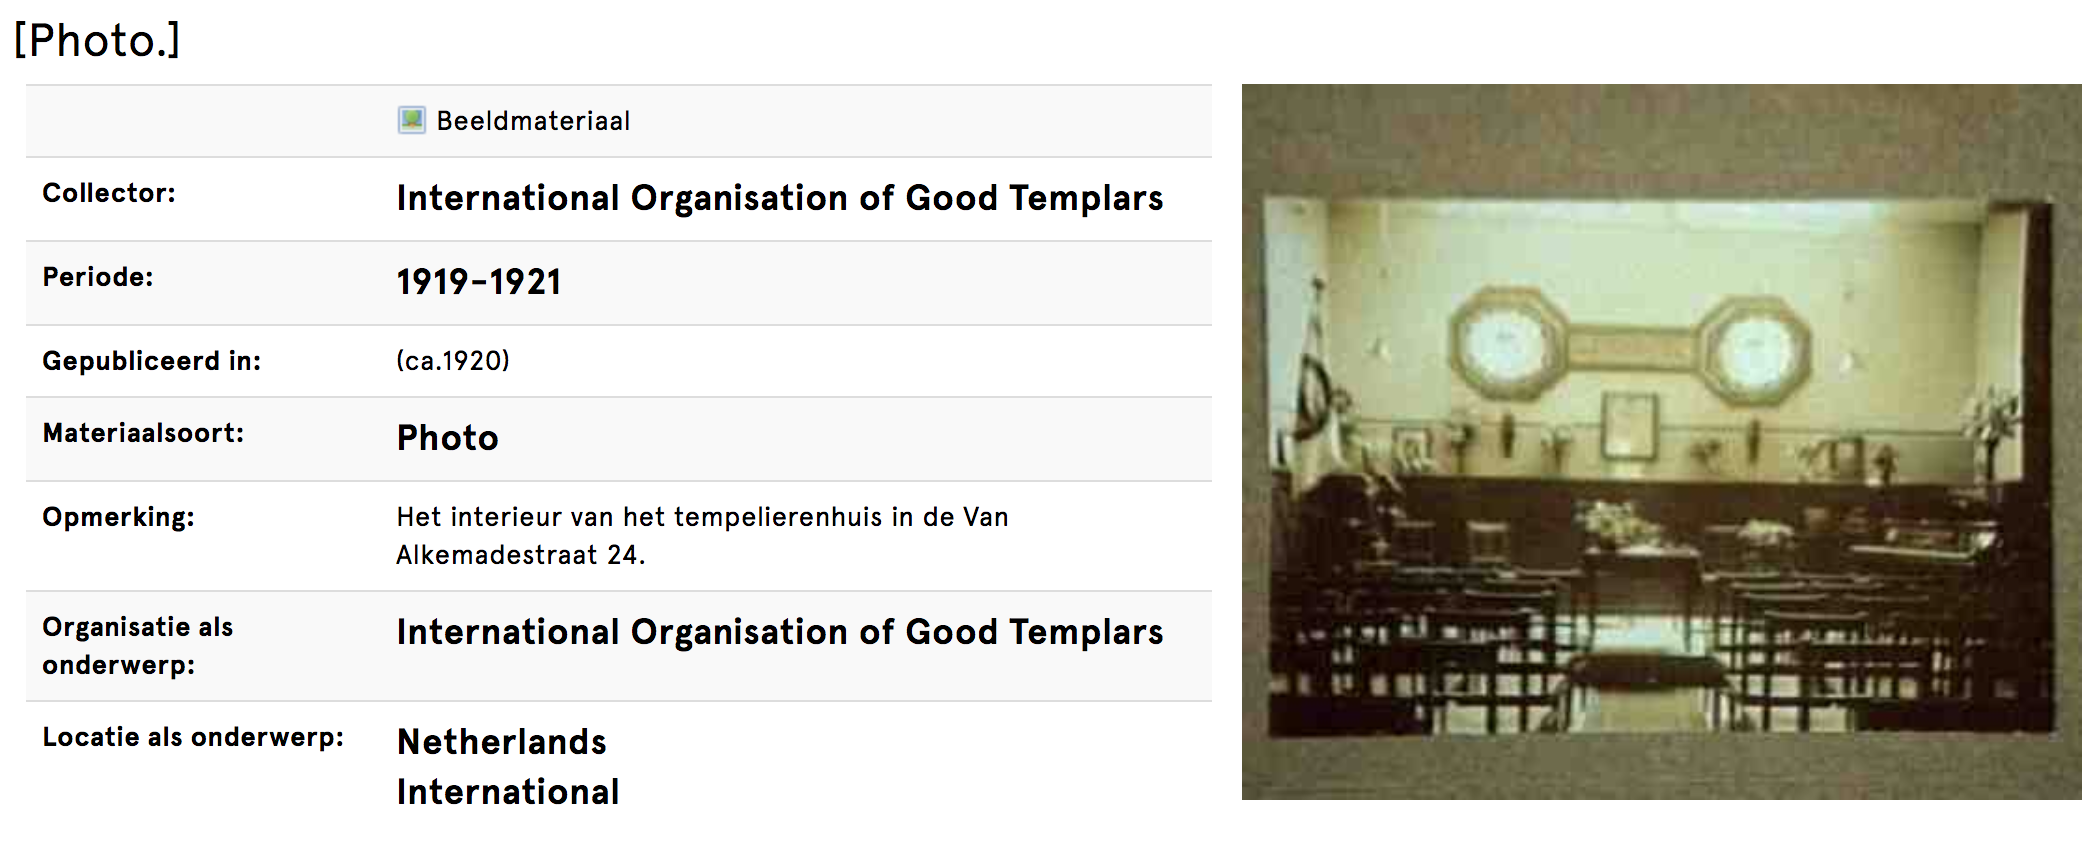 [Photo.]
Beeldmateriaal
Collector: International Organisation of Good Templars
Periode: 1919-1921
Gepubliceerd in: (ca.1920)
Materiaalsoort: Photo
Opmerking: Het interieur van het tempelierenhuis in de Van
Alkemadestraat 24.
Organisatie als International Organisation of Good Templars
onderwerp:
Locatie als onderwerp: Netherlands
International